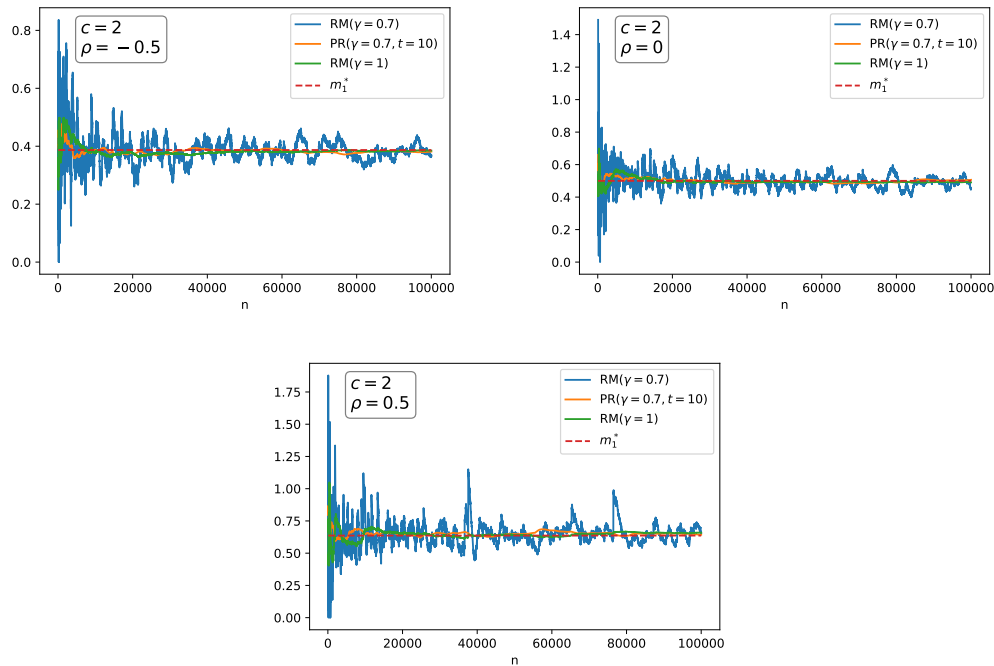 c = 2
ρ = −0.5
RM(γ = 0.7)
PR(γ = 0.7, t = 10)
RM(γ = 1)
m₁*
0.8
0.6
0.4
0.2
0.0
0 20000 40000 60000 80000 100000
n
c = 2
ρ = 0
RM(γ = 0.7)
PR(γ = 0.7, t = 10)
RM(γ = 1)
m₁*
1.4
1.2
1.0
0.8
0.6
0.4
0.2
0.0
0 20000 40000 60000 80000 100000
n
c = 2
ρ = 0.5
RM(γ = 0.7)
PR(γ = 0.7, t = 10)
RM(γ = 1)
m₁*
1.75
1.50
1.25
1.00
0.75
0.50
0.25
0.00
0 20000 40000 60000 80000 100000
n